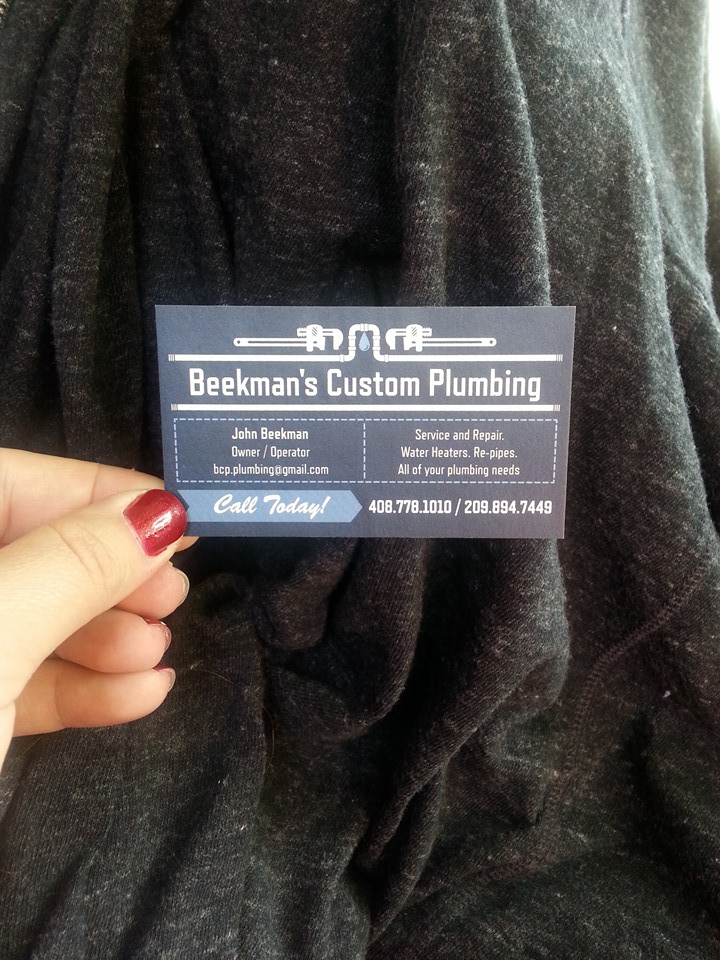 Beekman's Custom Plumbing
John Beekman
Owner / Operator
bcp.plumbing@gmail.com
Service and Repair.
Water Heaters. Re-pipes.
All of your plumbing needs
Call Today! 408.778.1010 / 209.894.7449